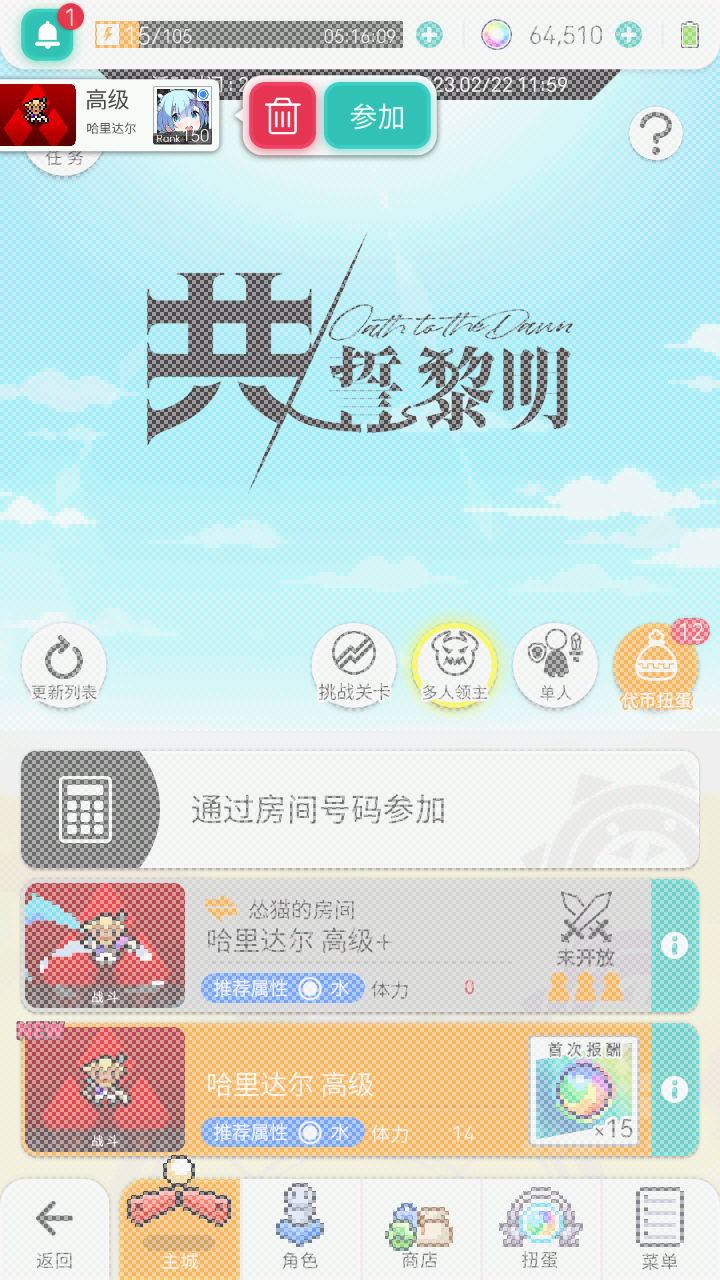 1
15/105
05:16:09
64,510
23.02/22 11:59
高级
哈里达尔
Rank 150
参加
任务
共誓黎明
Oath to the Dawn
更新列表
挑战关卡
多人领主
单人
12
代币扭蛋
通过房间号码参加
怂猫的房间
哈里达尔 高级+
未开放
战斗
推荐属性 水 体力 0
NEW
首次报酬
哈里达尔 高级
×15
战斗
推荐属性 水 体力 14
返回
主城
角色
商店
扭蛋
菜单